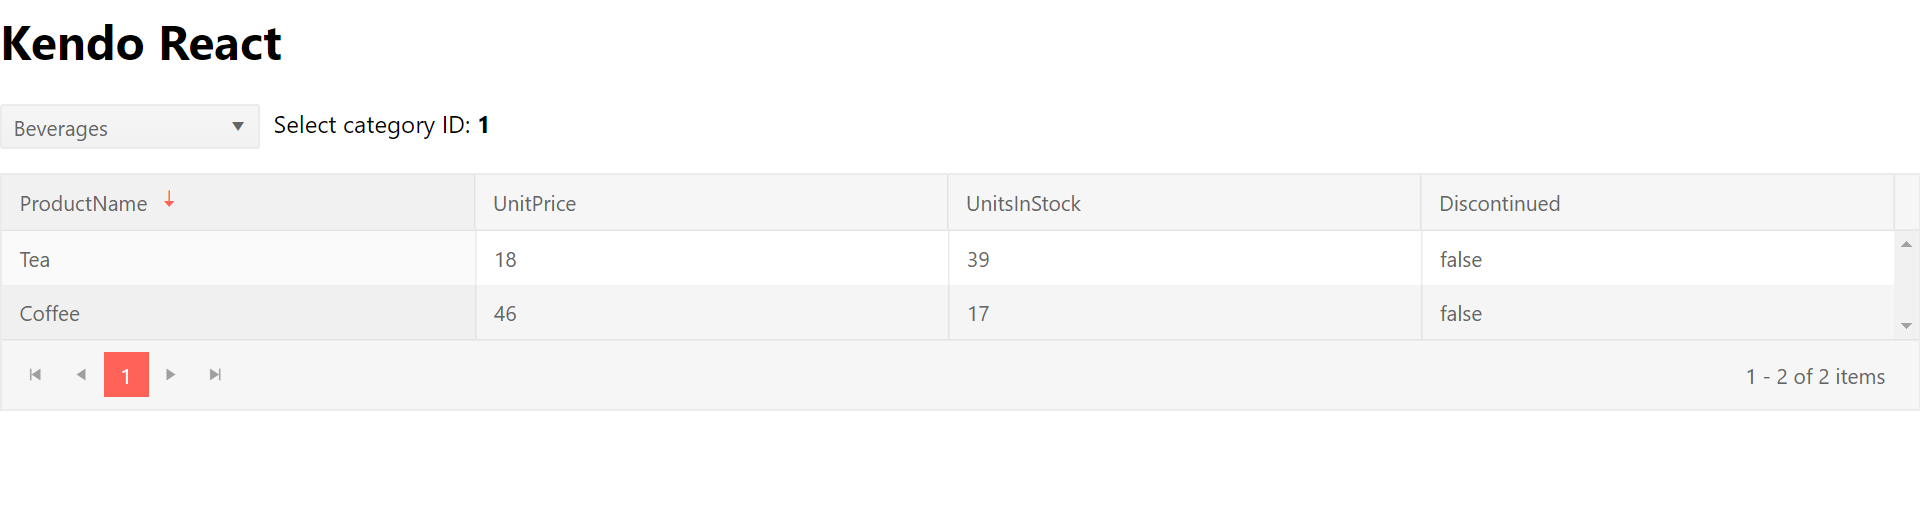 Kendo React
Beverages Select category ID: 1
ProductName UnitPrice UnitsInStock Discontinued
Tea 18 39 false
Coffee 46 17 false
1 1 - 2 of 2 items